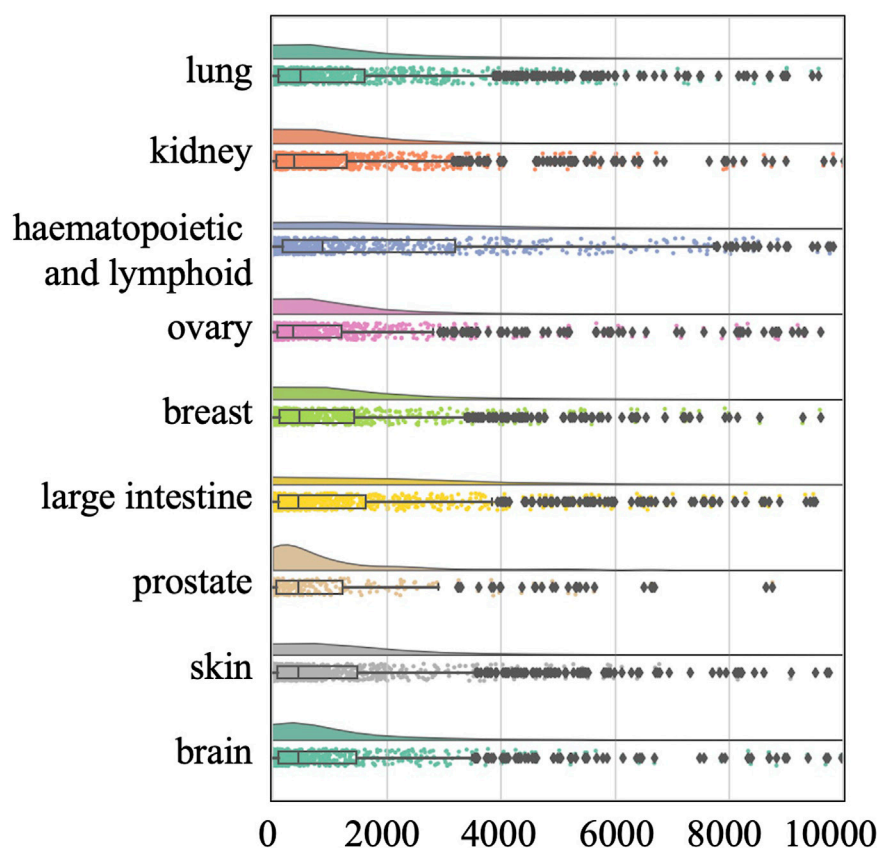 lung
kidney
haematopoietic
and lymphoid
ovary
breast
large intestine
prostate
skin
brain
0 2000 4000 6000 8000 10000